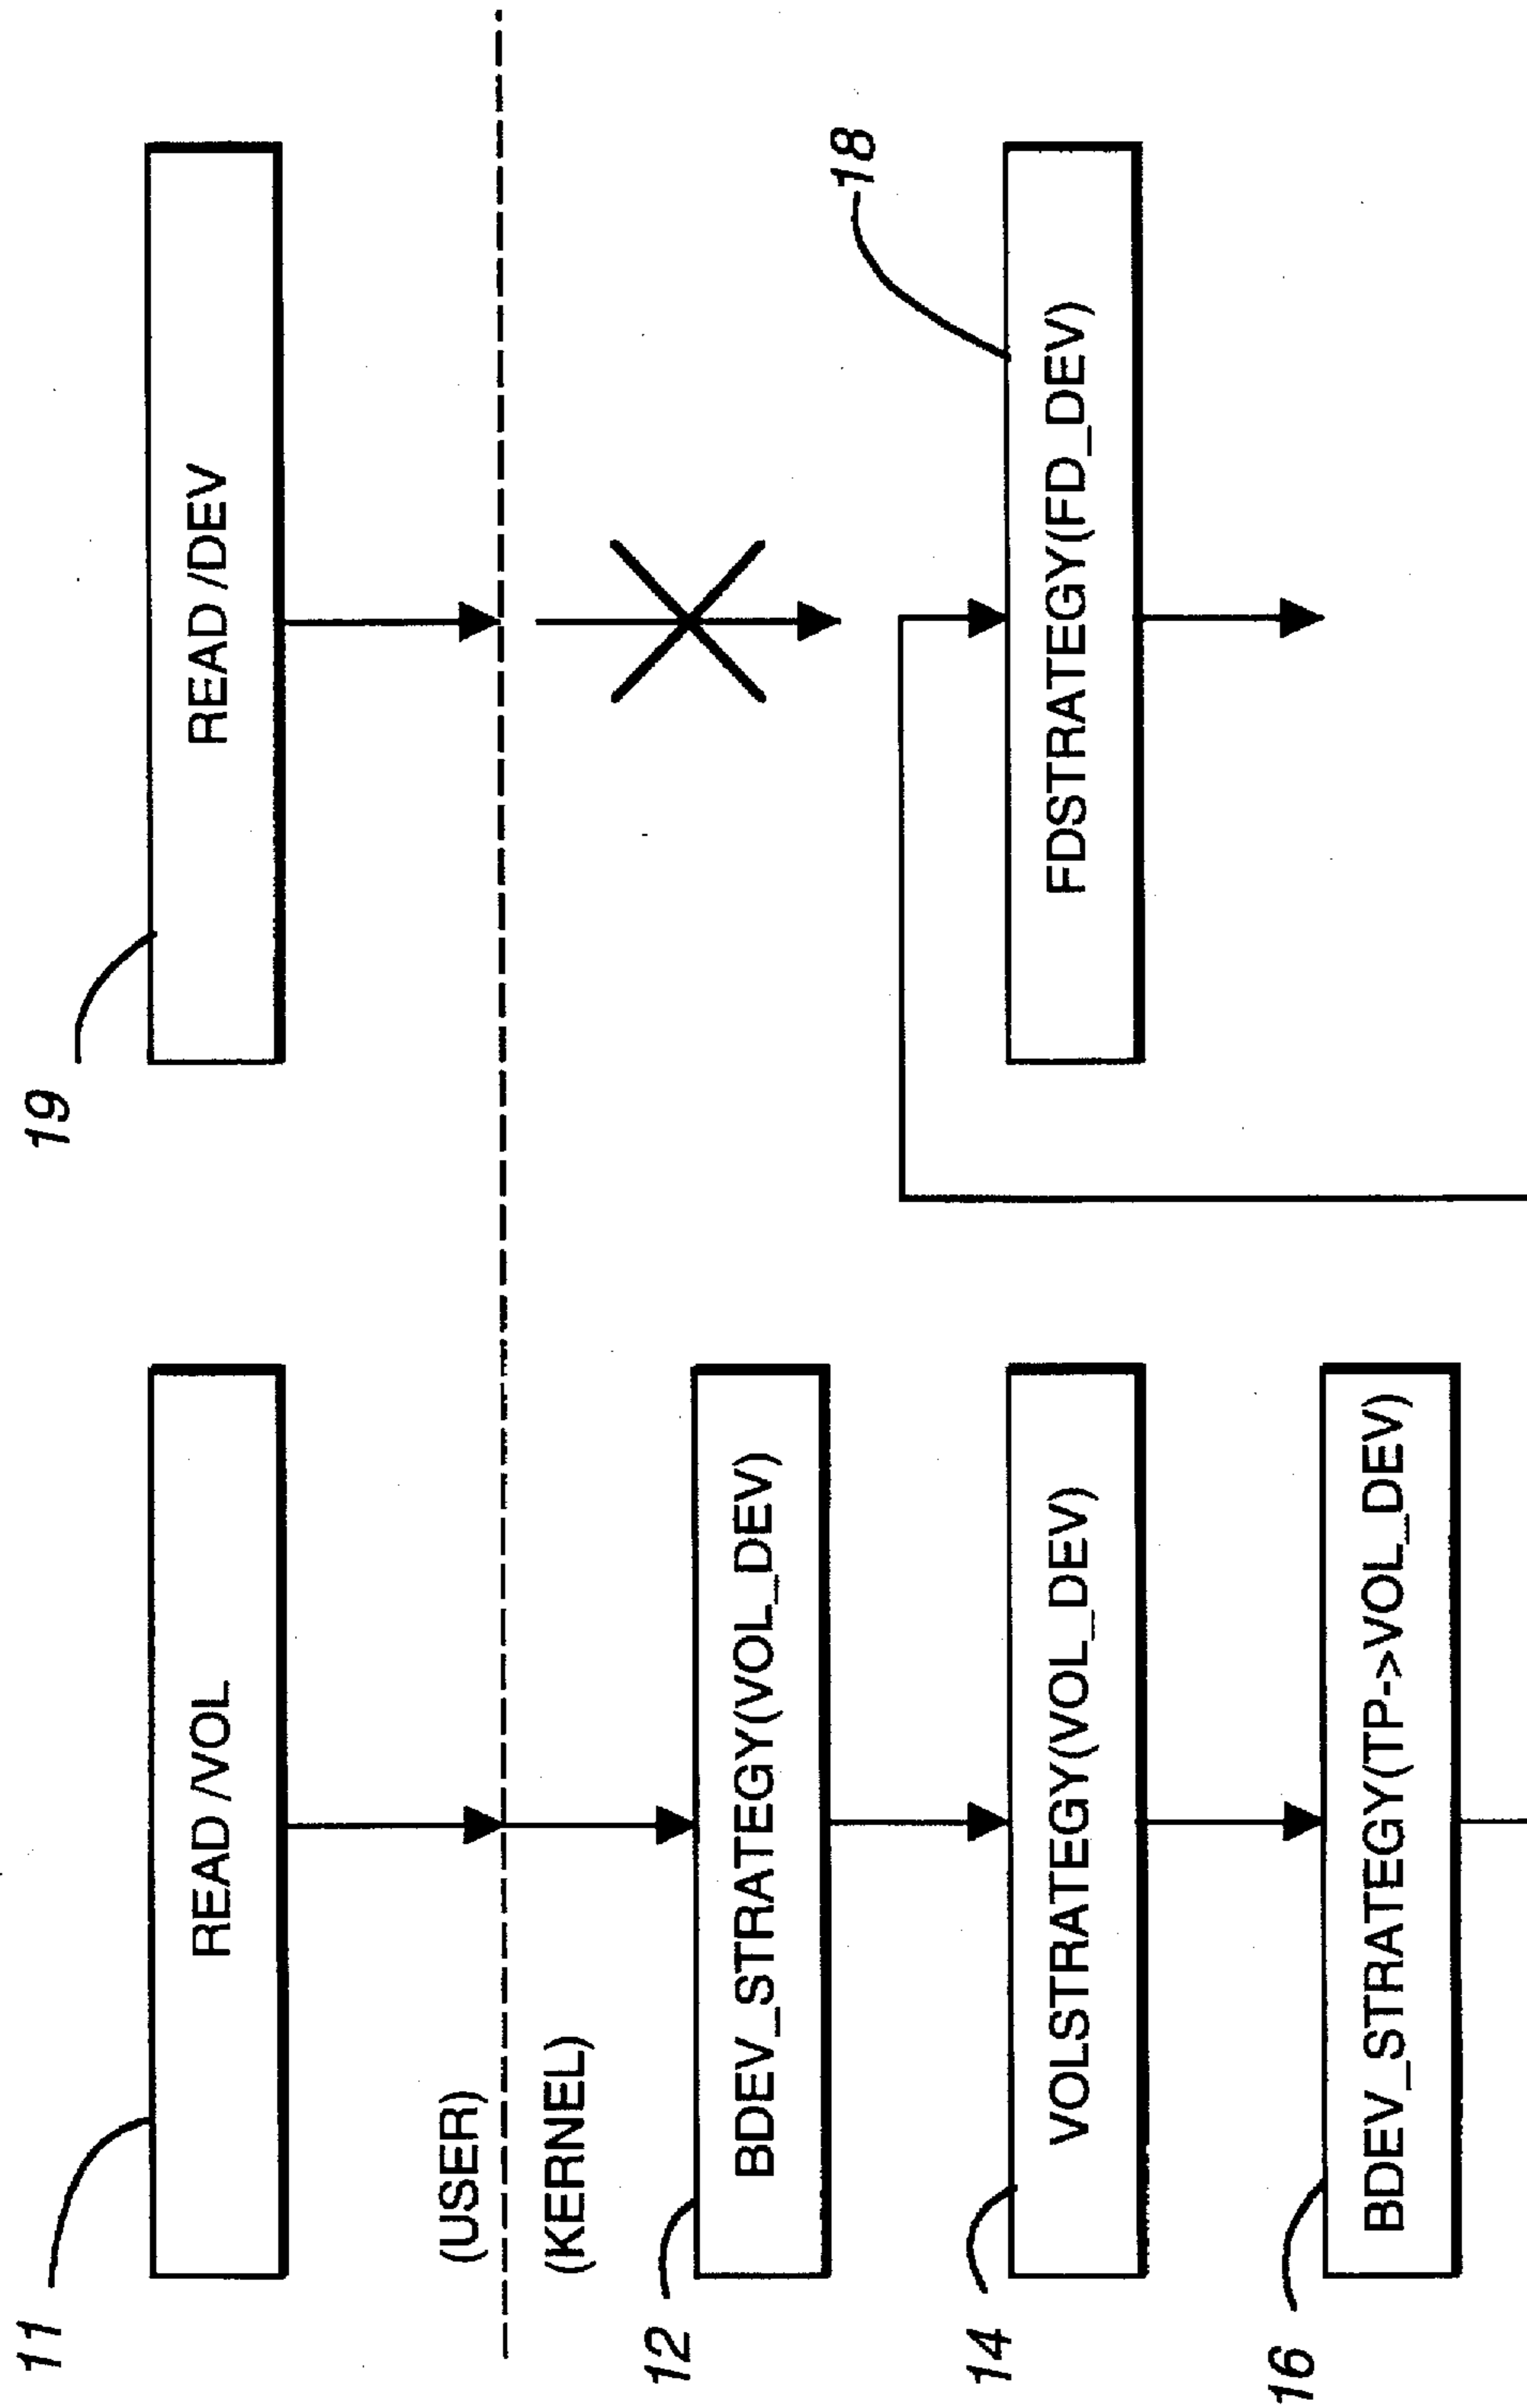 11
READ /VOL
19
READ /DEV
(USER)
(KERNEL)
12
BDEV_STRATEGY(VOL_DEV)
14
VOLSTRATEGY(VOL_DEV)
18
FDSTRATEGY(FD_DEV)
16
BDEV_STRATEGY(TP->VOL_DEV)